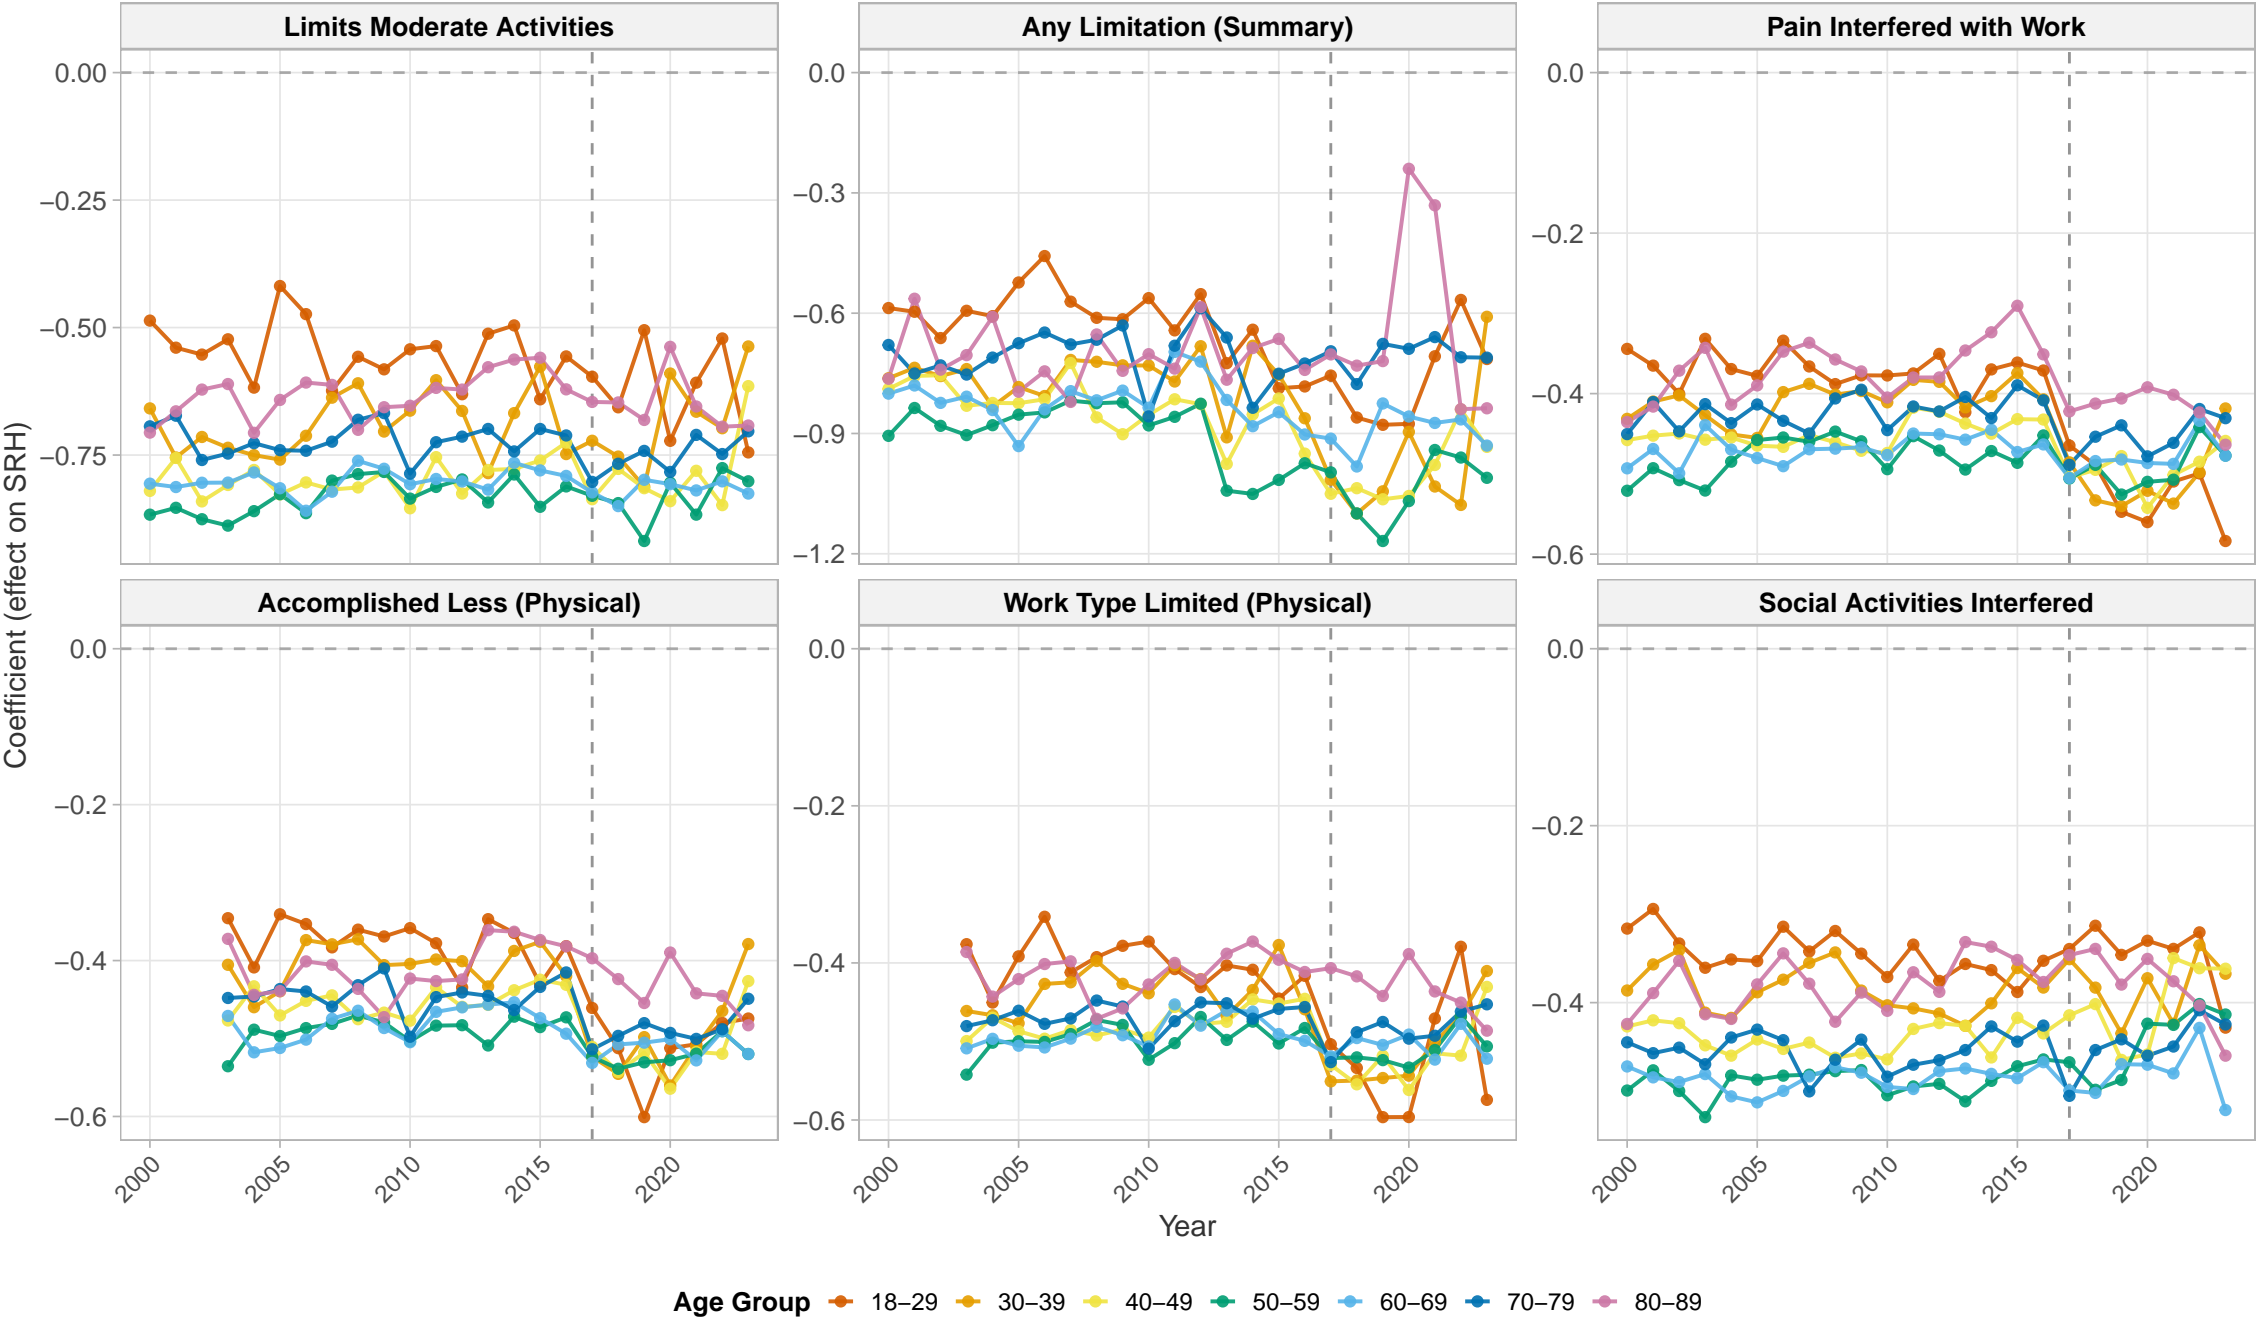 Limits Moderate Activities
Any Limitation (Summary)
Pain Interfered with Work
0.00
−0.25
−0.50
−0.75
0.0
−0.3
−0.6
−0.9
−1.2
0.0
−0.2
−0.4
−0.6
Coefficient (effect on SRH)
Accomplished Less (Physical)
Work Type Limited (Physical)
Social Activities Interfered
0.0
−0.2
−0.4
−0.6
0.0
−0.2
−0.4
−0.6
0.0
−0.2
−0.4
2000 2005 2010 2015 2020
2000 2005 2010 2015 2020
2000 2005 2010 2015 2020
Year
Age Group 18−29 30−39 40−49 50−59 60−69 70−79 80−89